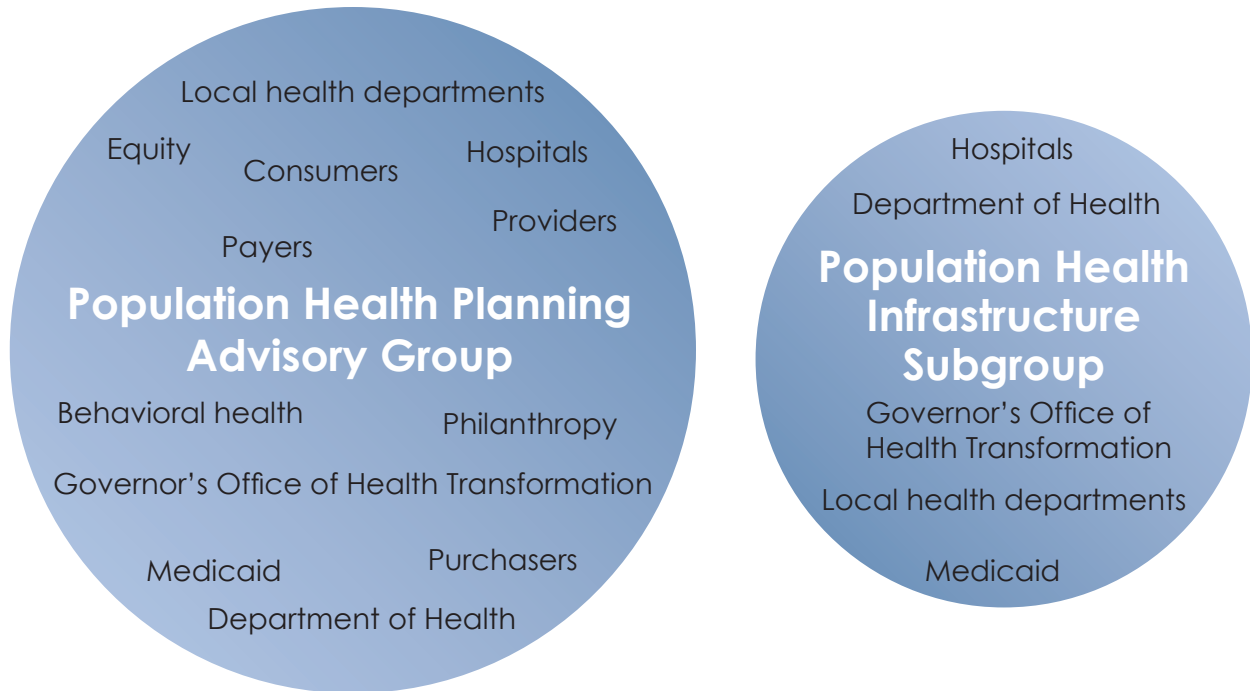 Local health departments
Equity
Consumers
Hospitals
Providers
Payers
Population Health Planning
Advisory Group
Behavioral health
Philanthropy
Governor’s Office of Health Transformation
Medicaid
Purchasers
Department of Health
Hospitals
Department of Health
Population Health
Infrastructure
Subgroup
Governor’s Office of
Health Transformation
Local health departments
Medicaid